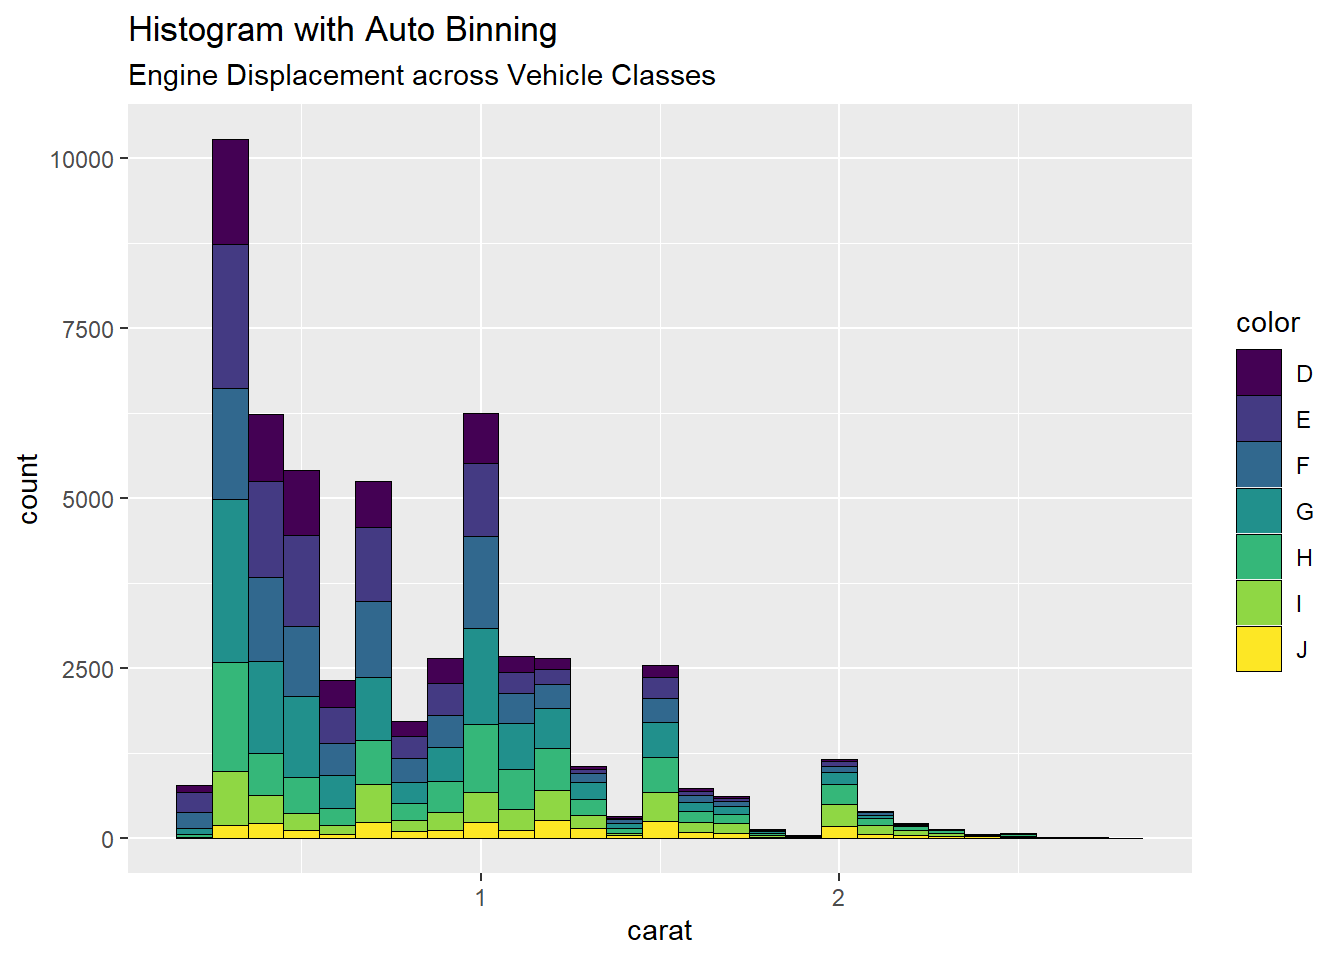 Histogram with Auto Binning
Engine Displacement across Vehicle Classes
10000
7500
5000
2500
0
count
1
2
carat
color
D
E
F
G
H
I
J